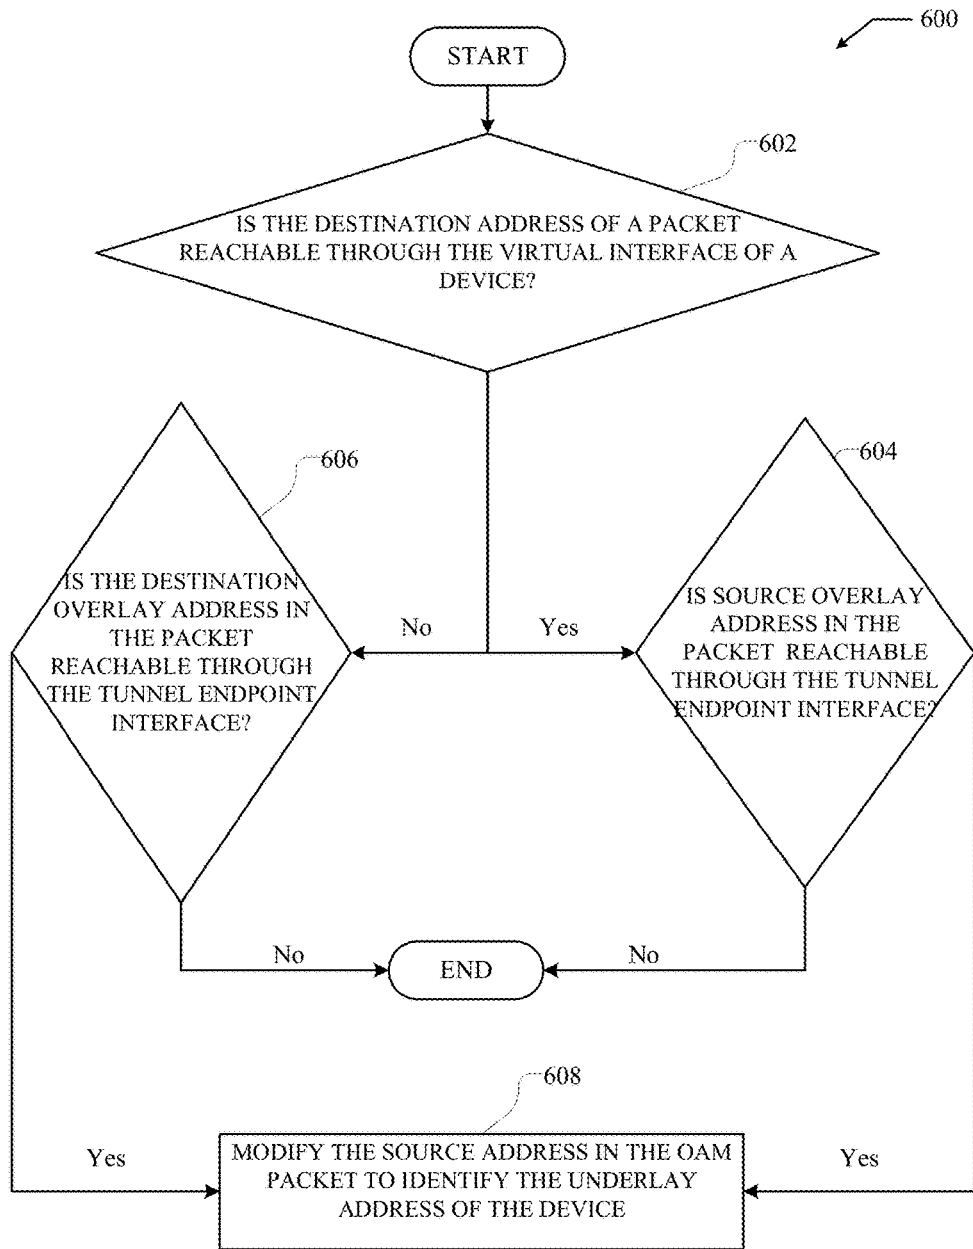 600
START
602
IS THE DESTINATION ADDRESS OF A PACKET
REACHABLE THROUGH THE VIRTUAL INTERFACE OF A
DEVICE?
606
604
IS THE DESTINATION
OVERLAY ADDRESS IN
THE PACKET
REACHABLE THROUGH
THE TUNNEL ENDPOINT
INTERFACE?
No
Yes
IS SOURCE OVERLAY
ADDRESS IN THE
PACKET REACHABLE
THROUGH THE TUNNEL
ENDPOINT INTERFACE?
No
END
No
608
Yes
MODIFY THE SOURCE ADDRESS IN THE OAM
PACKET TO IDENTIFY THE UNDERLAY
ADDRESS OF THE DEVICE
Yes